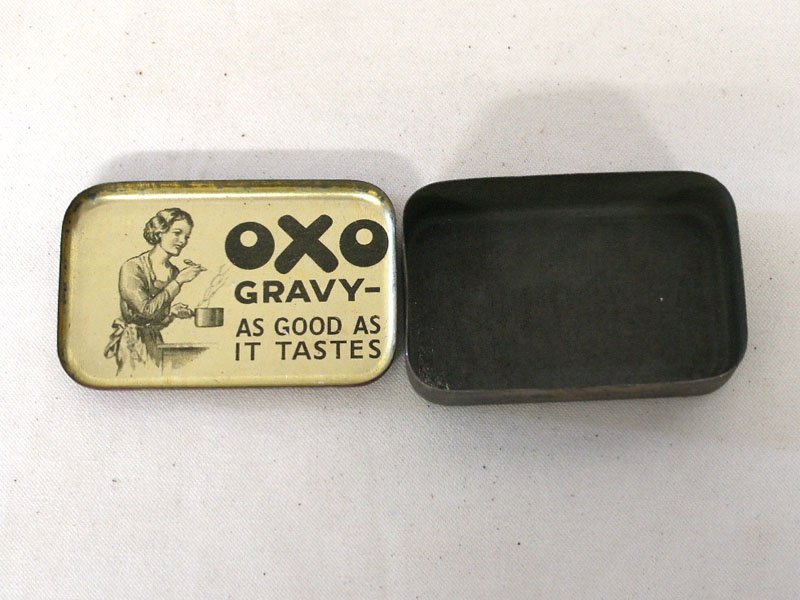 OXO
GRAVY-
AS GOOD AS
IT TASTES